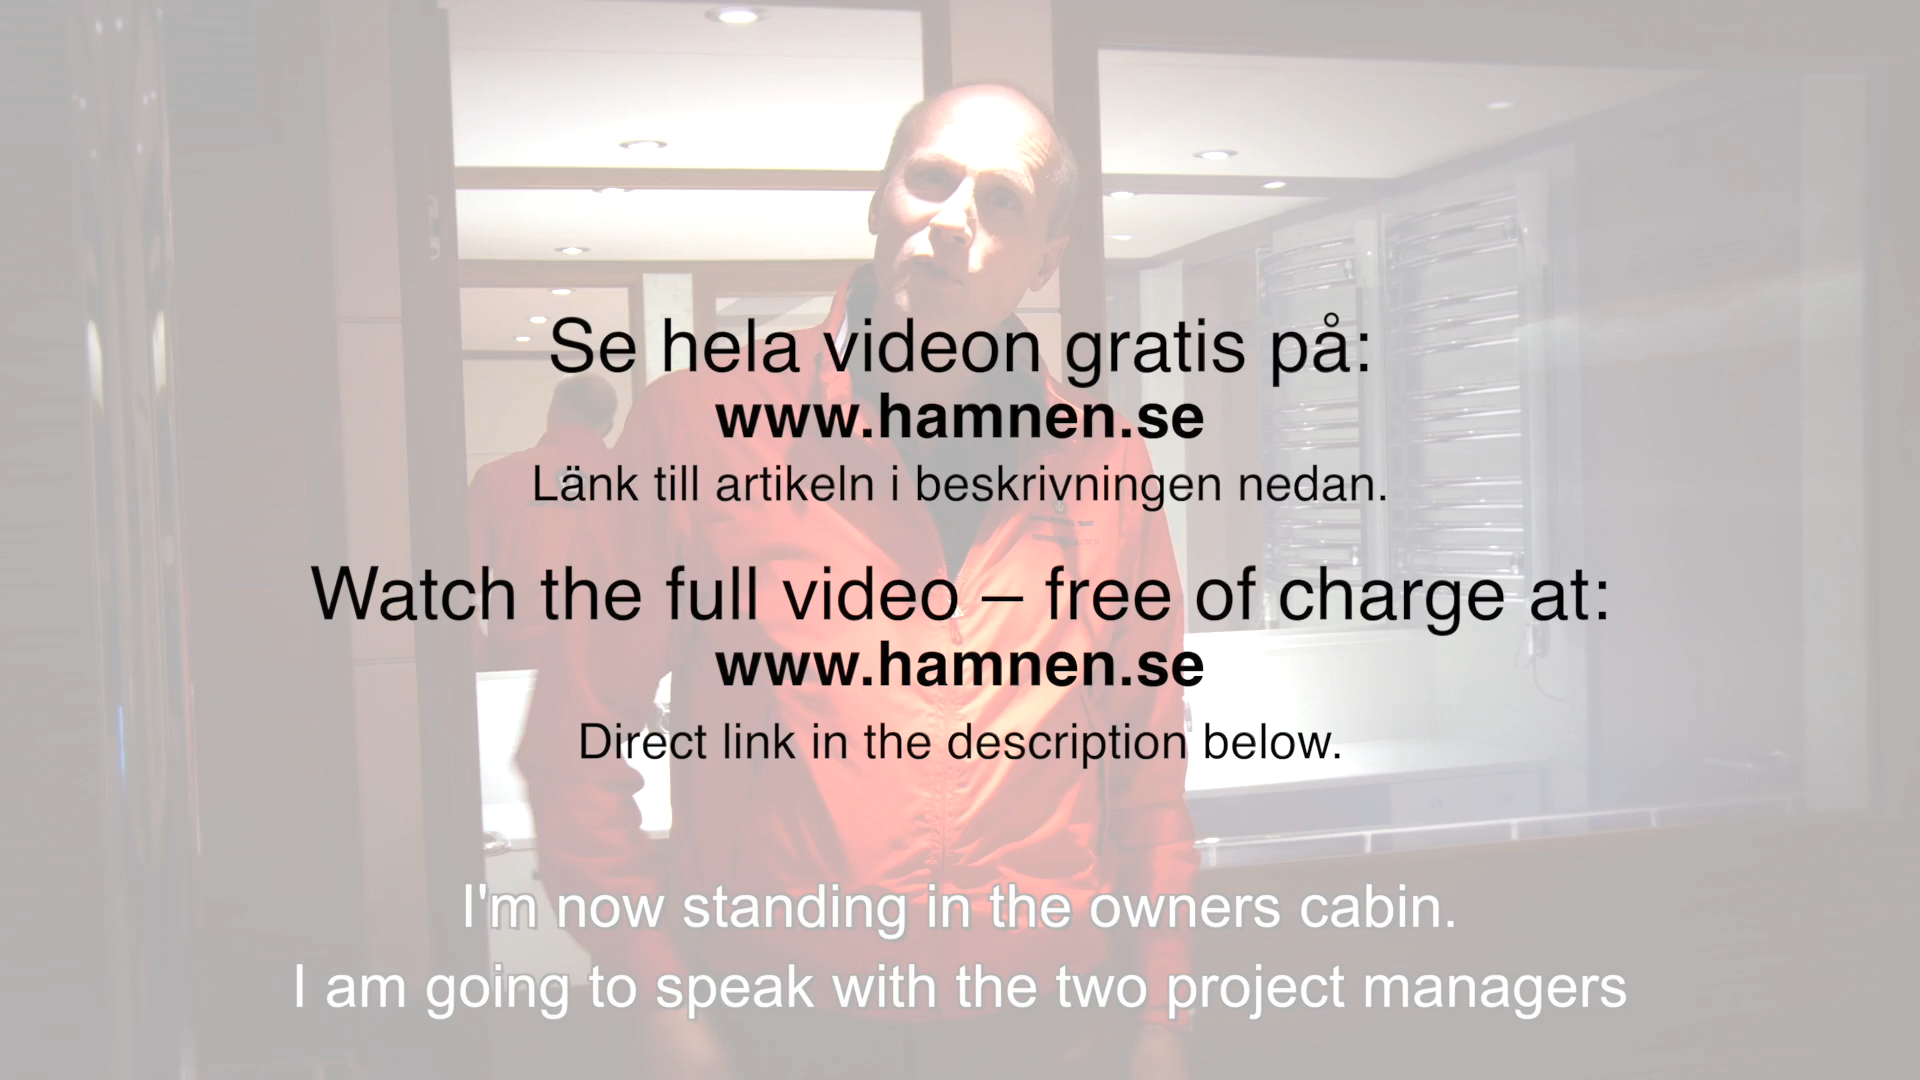 Se hela videon gratis på:
www.hamnen.se
Länk till artikeln i beskrivningen nedan.
Watch the full video – free of charge at:
www.hamnen.se
Direct link in the description below.
I'm now standing in the owners cabin.
I am going to speak with the two project managers